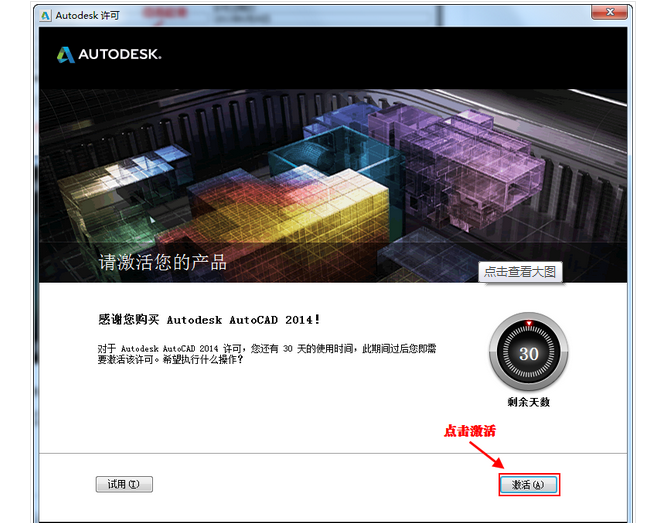 Autodesk 许可
AUTODESK.
请激活您的产品
点击查看大图
感谢您购买 Autodesk AutoCAD 2014！
对于 Autodesk AutoCAD 2014 许可，您还有 30 天的使用时间，此期间过后您即需
要激活该许可。希望执行什么操作？
30
剩余天数
点击激活
试用(T)
激活(A)